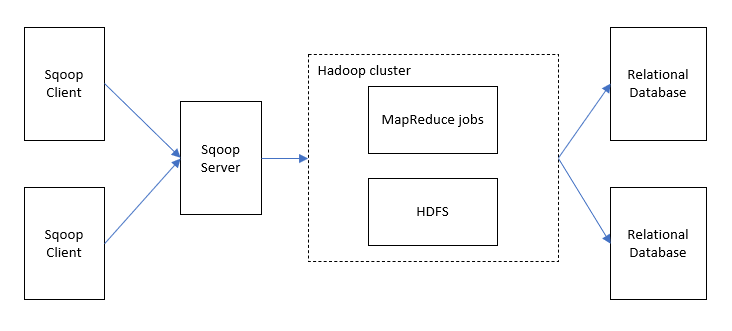 Sqoop
Client
Sqoop
Client
Sqoop
Server
Hadoop cluster
MapReduce jobs
HDFS
Relational
Database
Relational
Database